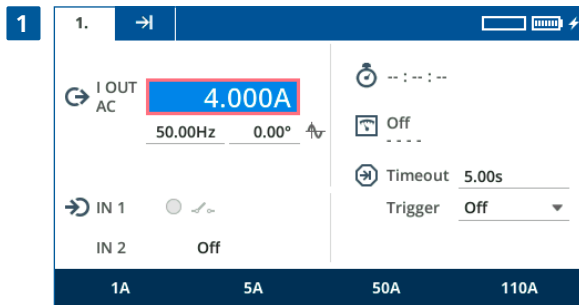 1
1.
I OUT
AC
4.000A
50.00Hz 0.00°
IN 1
IN 2 Off
-- : -- : --
Off
- - - -
Timeout 5.00s
Trigger Off
1A 5A 50A 110A